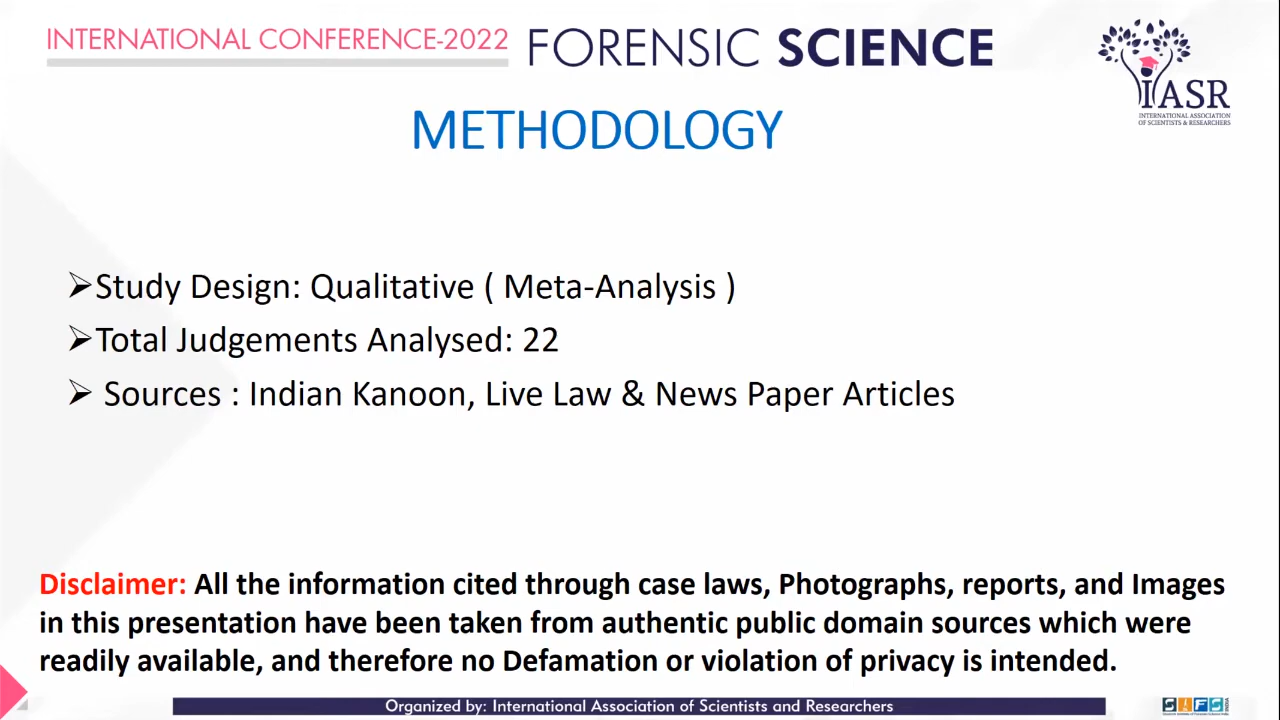 INTERNATIONAL CONFERENCE-2022 FORENSIC SCIENCE
IASR
INTERNATIONAL ASSOCIATION
OF SCIENTISTS & RESEARCHERS
METHODOLOGY
➢Study Design: Qualitative ( Meta-Analysis )
➢Total Judgements Analysed: 22
➢ Sources : Indian Kanoon, Live Law & News Paper Articles
Disclaimer: All the information cited through case laws, Photographs, reports, and Images
in this presentation have been taken from authentic public domain sources which were
readily available, and therefore no Defamation or violation of privacy is intended.
Organized by: International Association of Scientists and Researchers
SIFS